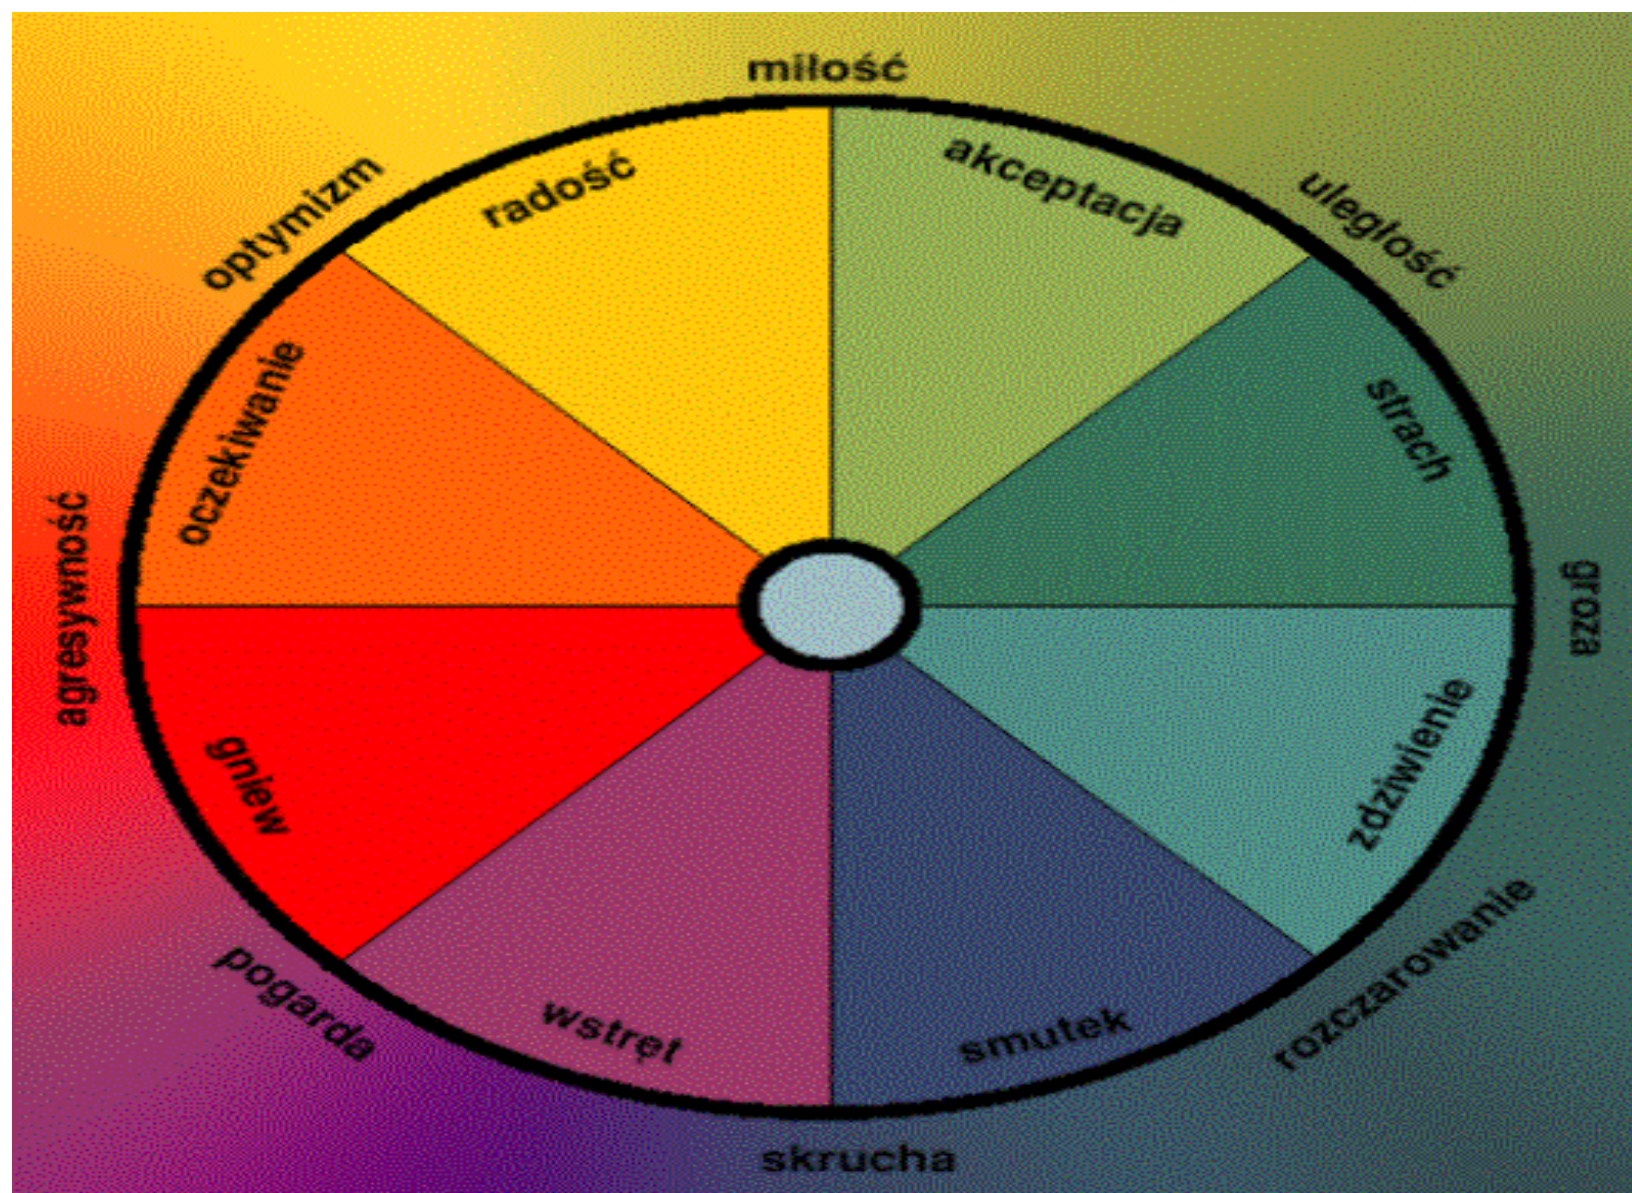 miłość
optymizm
radość
akceptacja
uległość
oczekiwanie
strach
agresywność
groza
gniew
zdziwienie
pogarda
wstręt
smutek
rozczarowanie
skrucha